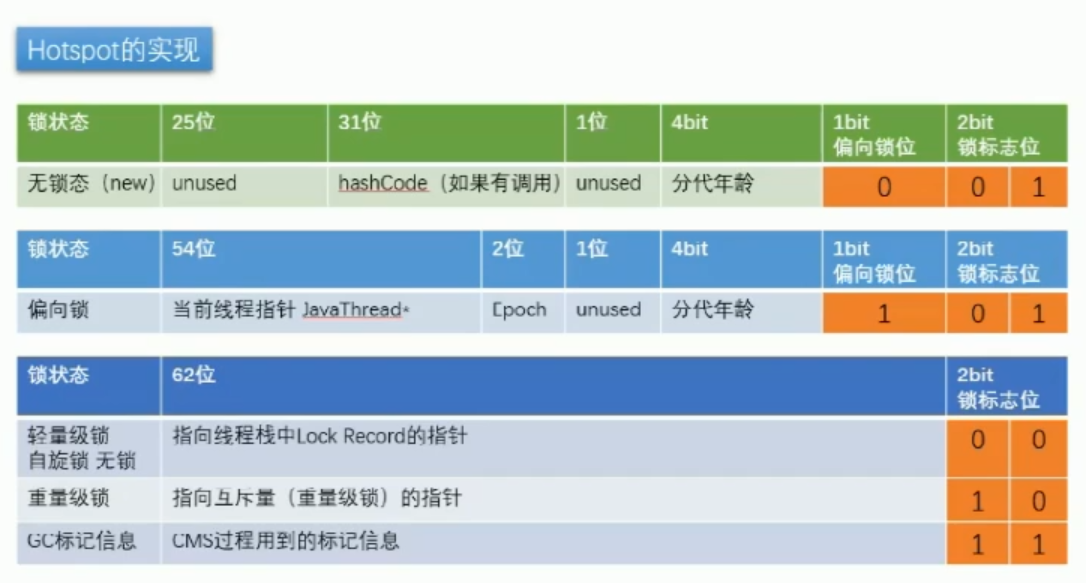 Hotspot的实现
锁状态 25位 31位 1位 4bit 1bit 2bit
偏向锁位 锁标志位
无锁态（new） unused hashCode（如果有调用） unused 分代年龄 0 0 1
锁状态 54位 2位 1位 4bit 1bit 2bit
偏向锁位 锁标志位
偏向锁 当前线程指针 JavaThread* Epoch unused 分代年龄 1 0 1
锁状态 62位 2bit
锁标志位
轻量级锁 指向线程栈中Lock Record的指针 0 0
自旋锁 无锁
重量级锁 指向互斥量（重量级锁）的指针 1 0
GC标记信息 CMS过程用到的标记信息 1 1